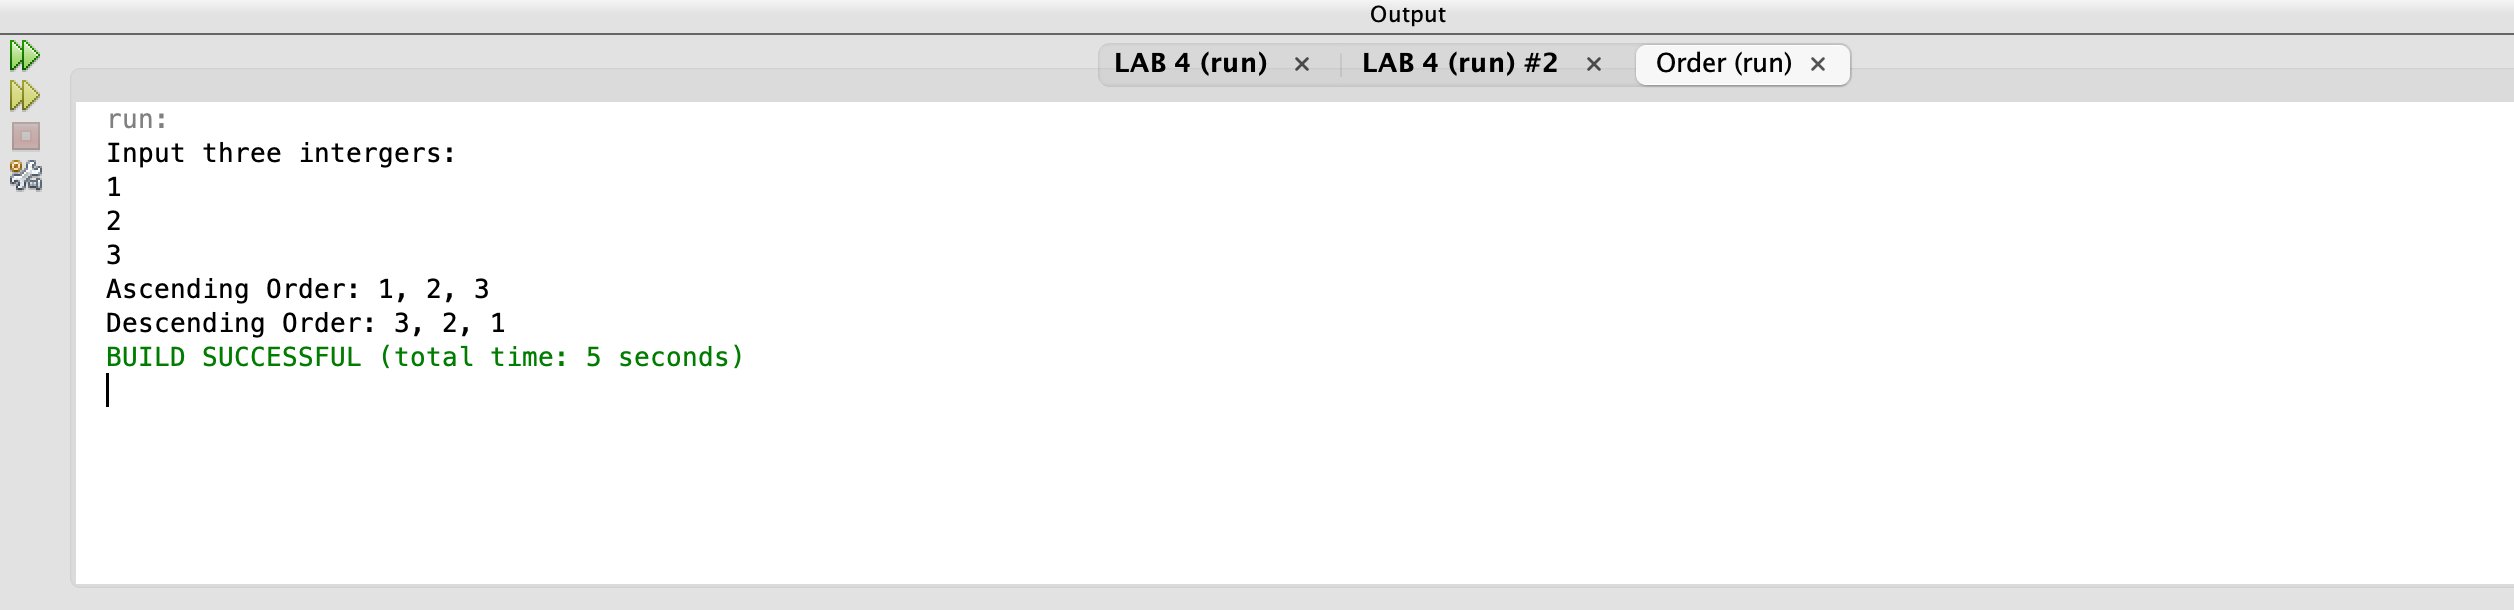 Output
LAB 4 (run) × LAB 4 (run) #2 × Order (run) ×
run:
Input three intergers:
1
2
3
Ascending Order: 1, 2, 3
Descending Order: 3, 2, 1
BUILD SUCCESSFUL (total time: 5 seconds)